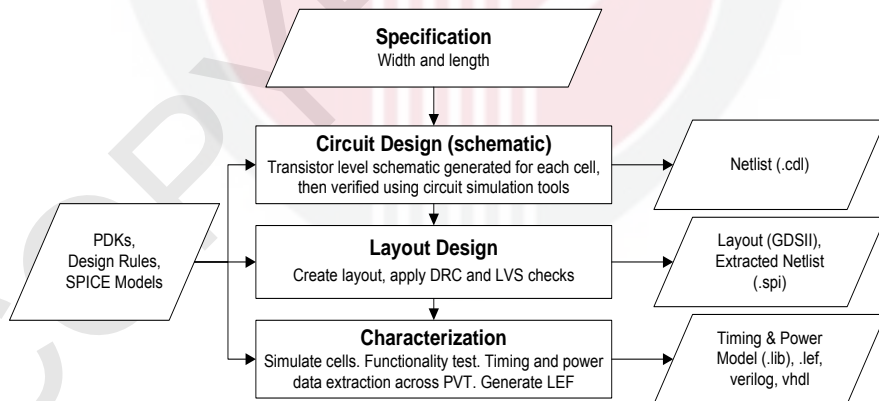 Specification
Width and length
Circuit Design (schematic)
Transistor level schematic generated for each cell,
then verified using circuit simulation tools
Netlist (.cdl)
PDKs,
Design Rules,
SPICE Models
Layout Design
Create layout, apply DRC and LVS checks
Layout (GDSII),
Extracted Netlist
(.spi)
Characterization
Simulate cells. Functionality test. Timing and power
data extraction across PVT. Generate LEF
Timing & Power
Model (.lib), .lef,
verilog, vhdl
COPY